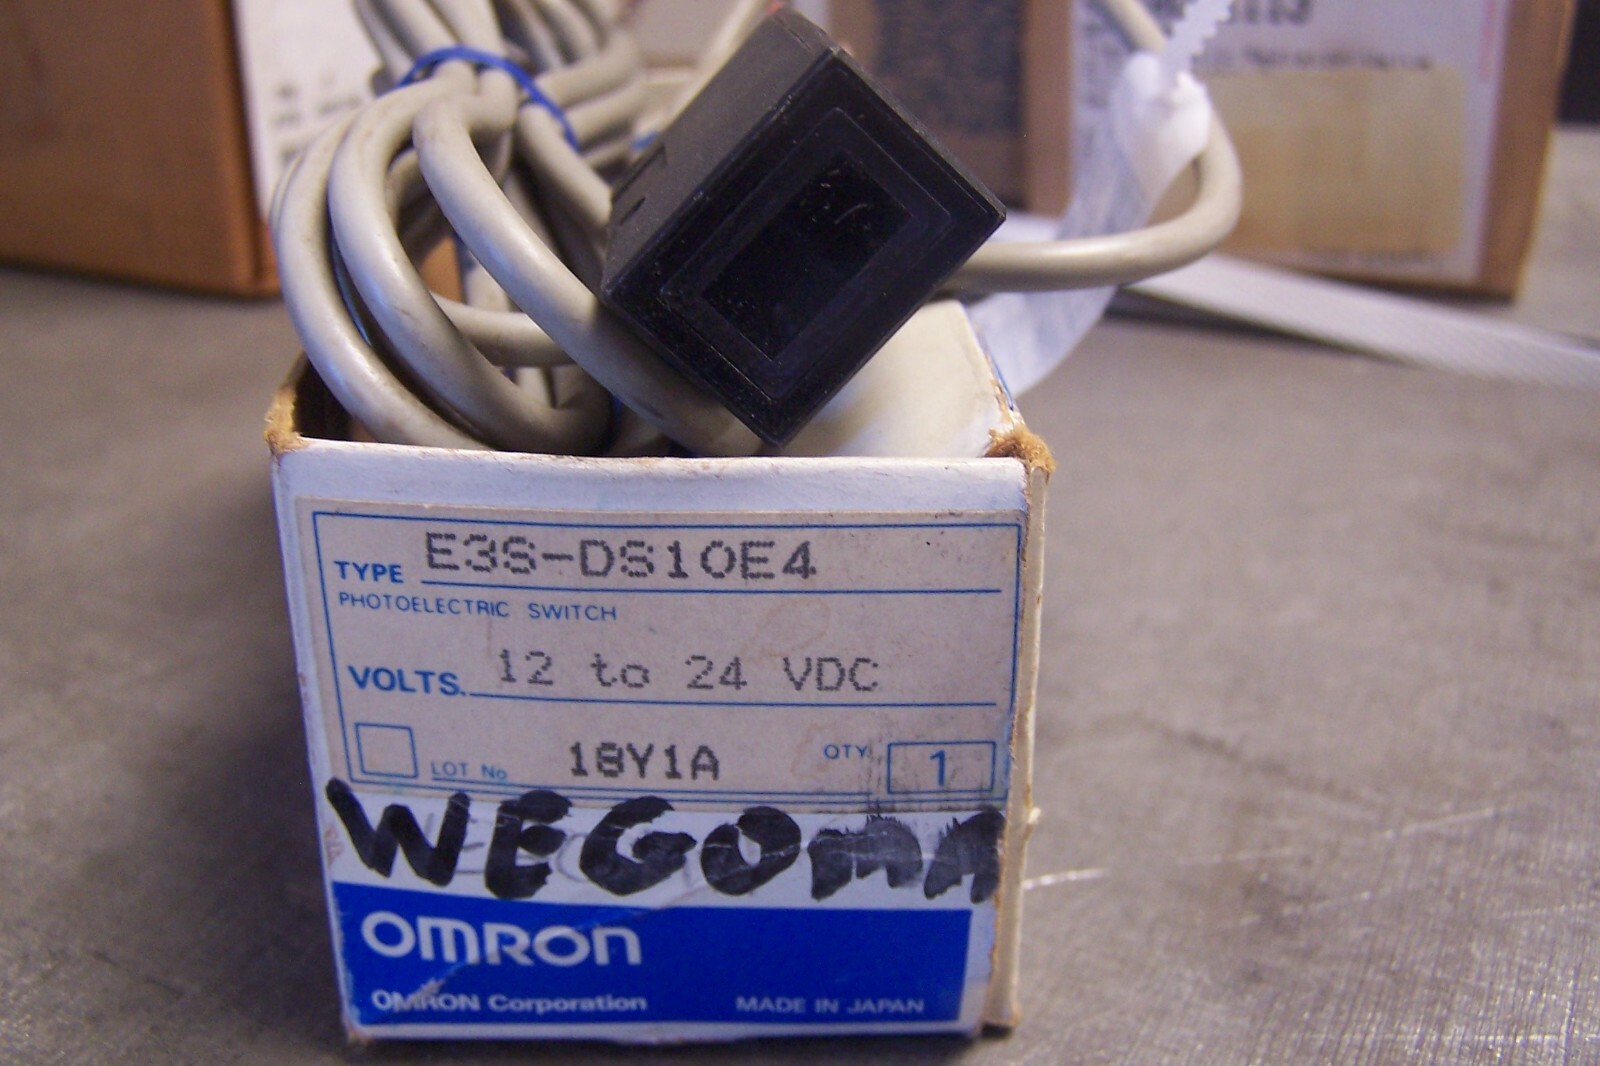 TYPE E3S-DS10E4
PHOTOELECTRIC SWITCH
VOLTS. 12 to 24 VDC
LOT No 18Y1A QTY 1
WEGOMA
OMRON
OMRON Corporation MADE IN JAPAN